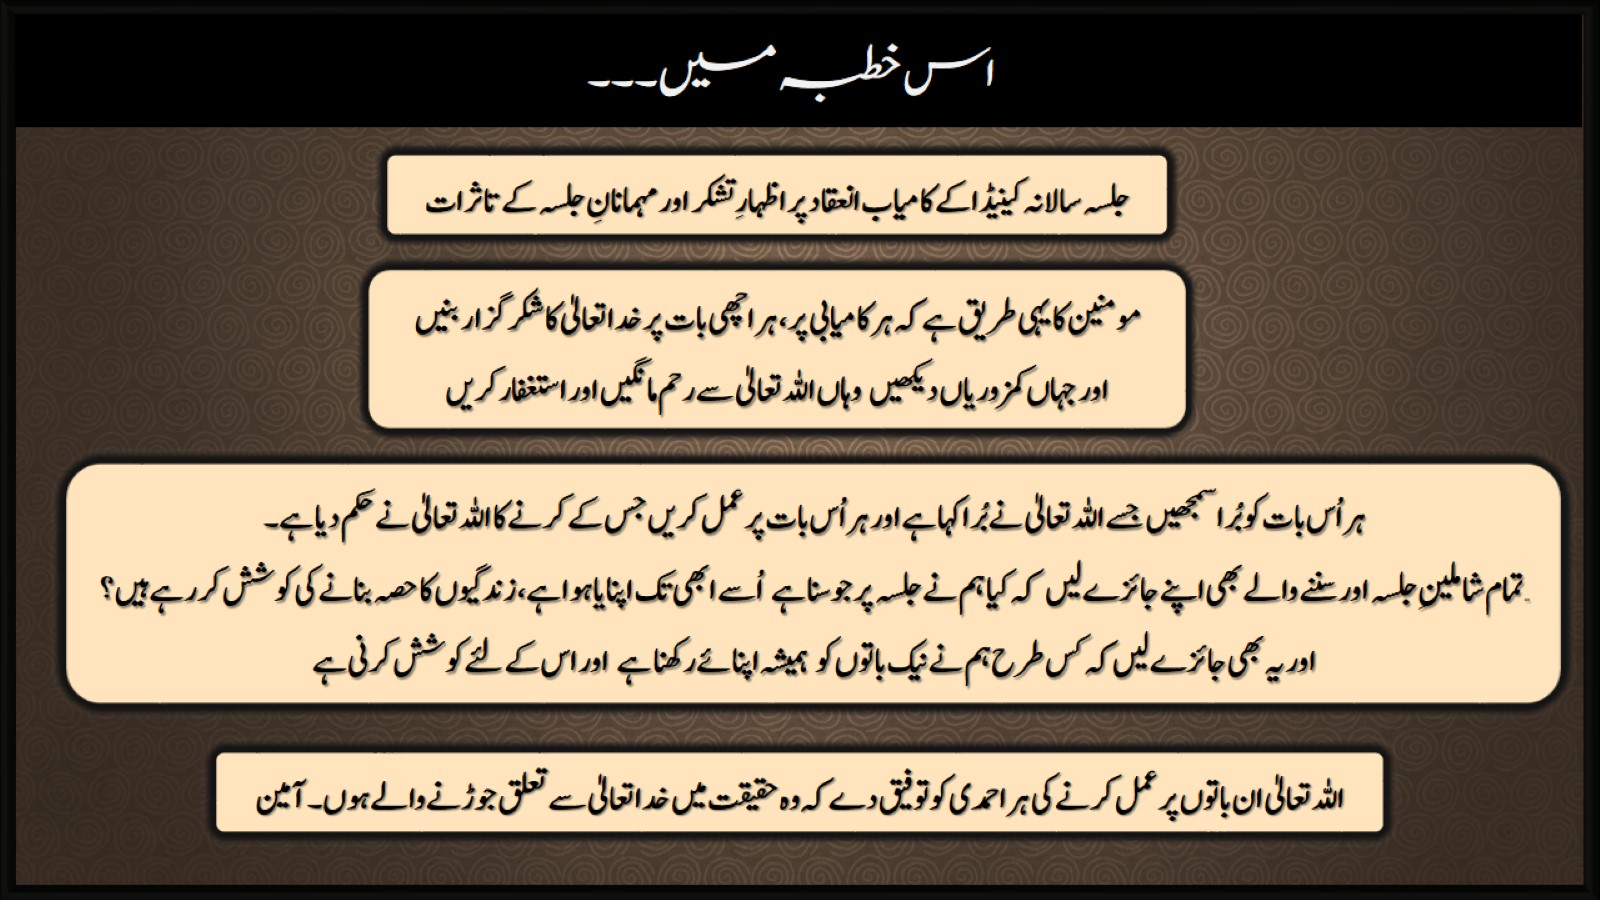 اس خطبہ میں۔۔۔
جلسہ سالانہ کینیڈا کے کامیاب انعقاد پر اظہارِ تشکر اور مہمانانِ جلسہ کے تاثرات
مومنین کا یہی طریق ہے کہ ہر کامیابی پر، ہر اچھی بات پر خدا تعالیٰ کا شکر گزار بنیں
اور جہاں کمزوریاں دیکھیں وہاں اللہ تعالیٰ سے رحم مانگیں اور استغفار کریں
ہر اُس بات کو بُرا سمجھیں جسے اللہ تعالیٰ نے بُرا کہا ہے اور ہر اُس بات پر عمل کریں جس کے کرنے کا اللہ تعالیٰ نے حکم دیا ہے۔
تمام شاملینِ جلسہ اور سننے والے بھی اپنے جائزے لیں کہ کیا ہم نے جلسہ پر جو سنا ہے اُسے ابھی تک اپنایا ہوا ہے، زندگیوں کا حصہ بنانے کی کوشش کر رہے ہیں؟
اور یہ بھی جائزے لیں کہ کس طرح ہم نے نیک باتوں کو ہمیشہ اپنائے رکھنا ہے اور اس کے لئے کوشش کرنی ہے
اللہ تعالیٰ ان باتوں پر عمل کرنے کی ہر احمدی کو توفیق دے کہ وہ حقیقت میں خدا تعالیٰ سے تعلق جوڑنے والے ہوں۔ آمین